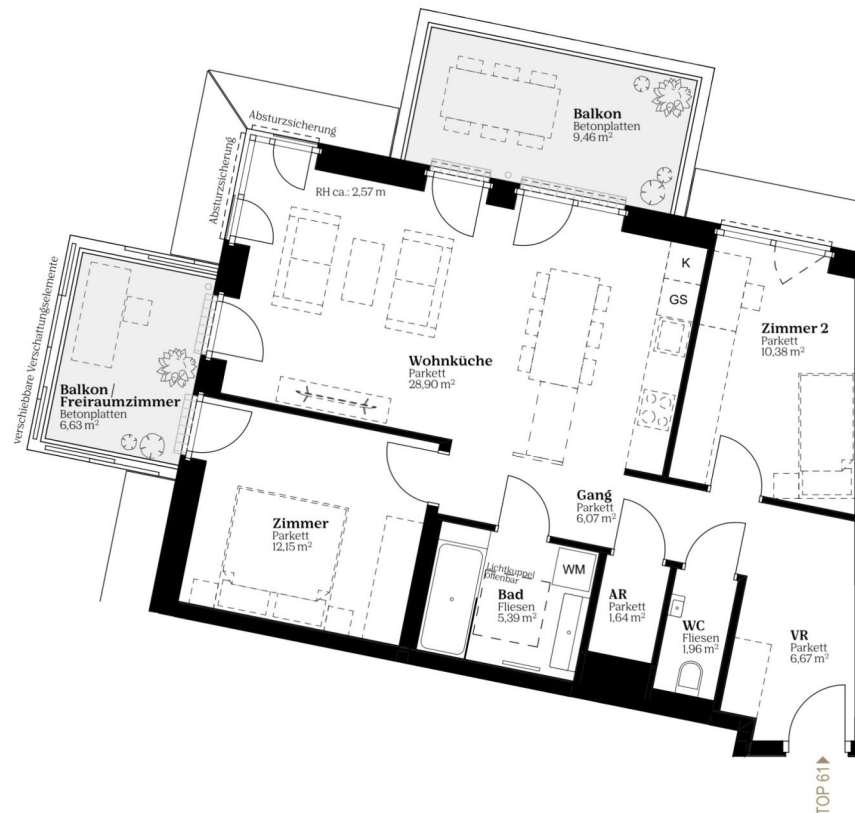 Balkon
Betonplatten
9,46 m²
Absturzsicherung
Absturzsicherung
RH ca.: 2,57 m
K
GS
Zimmer 2
Parkett
10,38 m²
verschiebbare Verschattungselemente
Wohnküche
Parkett
28,90 m²
Balkon /
Freiraumzimmer
Betonplatten
6,63 m²
Gang
Parkett
6,07 m²
Zimmer
Parkett
12,15 m²
Lichtkuppel
öffenbar
WM
Bad
Fliesen
5,39 m²
AR
Parkett
1,64 m²
WC
Fliesen
1,96 m²
VR
Parkett
6,67 m²
TOP 61